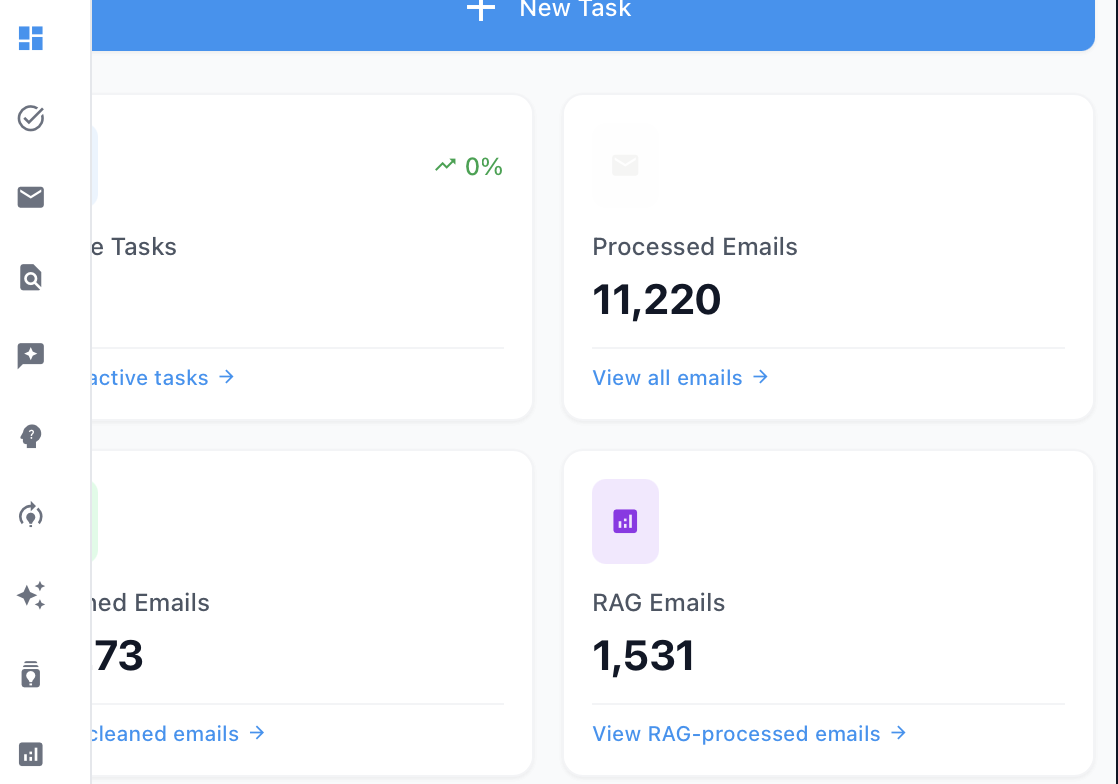 New Task
0%
e Tasks
active tasks
Processed Emails
11,220
View all emails
ned Emails
73
cleaned emails
RAG Emails
1,531
View RAG-processed emails